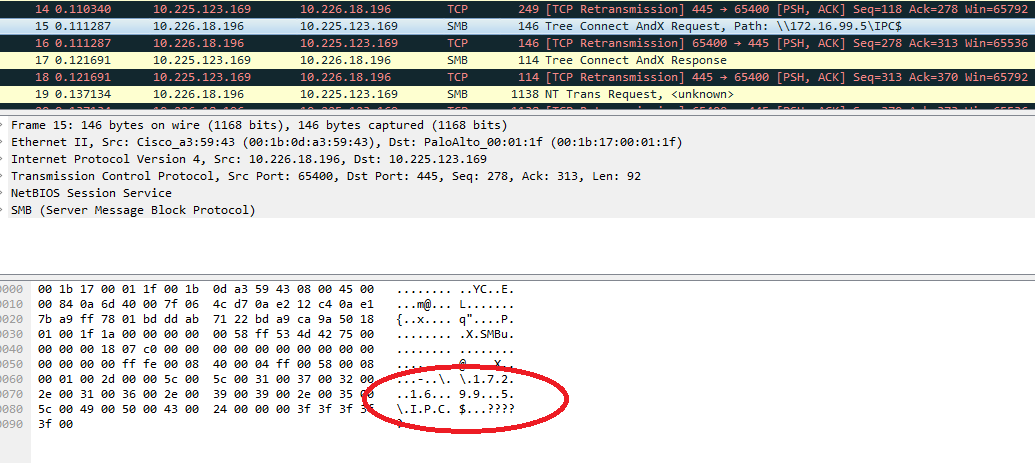 14 0.110340 10.225.123.169 10.226.18.196 TCP 249 [TCP Retransmission] 445 → 65400 [PSH, ACK] Seq=118 Ack=278 Win=65792
15 0.111287 10.226.18.196 10.225.123.169 SMB 146 Tree Connect AndX Request, Path: \\172.16.99.5\IPC$
16 0.111287 10.226.18.196 10.225.123.169 TCP 146 [TCP Retransmission] 65400 → 445 [PSH, ACK] Seq=278 Ack=313 Win=65536
17 0.121691 10.225.123.169 10.226.18.196 SMB 114 Tree Connect AndX Response
18 0.121691 10.225.123.169 10.226.18.196 TCP 114 [TCP Retransmission] 445 → 65400 [PSH, ACK] Seq=313 Ack=370 Win=65792
19 0.137134 10.226.18.196 10.225.123.169 SMB 1138 NT Trans Request, <unknown>
Frame 15: 146 bytes on wire (1168 bits), 146 bytes captured (1168 bits)
Ethernet II, Src: Cisco_a3:59:43 (00:1b:0d:a3:59:43), Dst: PaloAlto_00:01:1f (00:1b:17:00:01:1f)
Internet Protocol Version 4, Src: 10.226.18.196, Dst: 10.225.123.169
Transmission Control Protocol, Src Port: 65400, Dst Port: 445, Seq: 278, Ack: 313, Len: 92
NetBIOS Session Service
SMB (Server Message Block Protocol)
0000 00 1b 17 00 01 1f 00 1b 0d a3 59 43 08 00 45 00 ........ ..YC..E.
0010 00 84 0a 6d 40 00 7f 06 4c d7 0a e2 12 c4 0a e1 ...m@... L.......
0020 7b a9 ff 78 01 bd dd ab 71 22 bd a9 ca 9a 50 18 {..x.... q"....P.
0030 01 00 1f 1a 00 00 00 00 00 58 ff 53 4d 42 75 00 ........ .X.SMBu.
0040 00 00 00 18 07 c0 00 00 00 00 00 00 00 00 00 00 ........ ........
0050 00 00 00 00 ff fe 00 08 40 00 04 ff 00 58 00 08 ........ @....X..
0060 00 01 00 2d 00 00 5c 00 5c 00 31 00 37 00 32 00 ...-..\. \.1.7.2.
0070 2e 00 31 00 36 00 2e 00 39 00 39 00 2e 00 35 00 ..1.6... 9.9...5.
0080 5c 00 49 00 50 00 43 00 24 00 00 00 3f 3f 3f 3f \.I.P.C. $...????
0090 3f 00